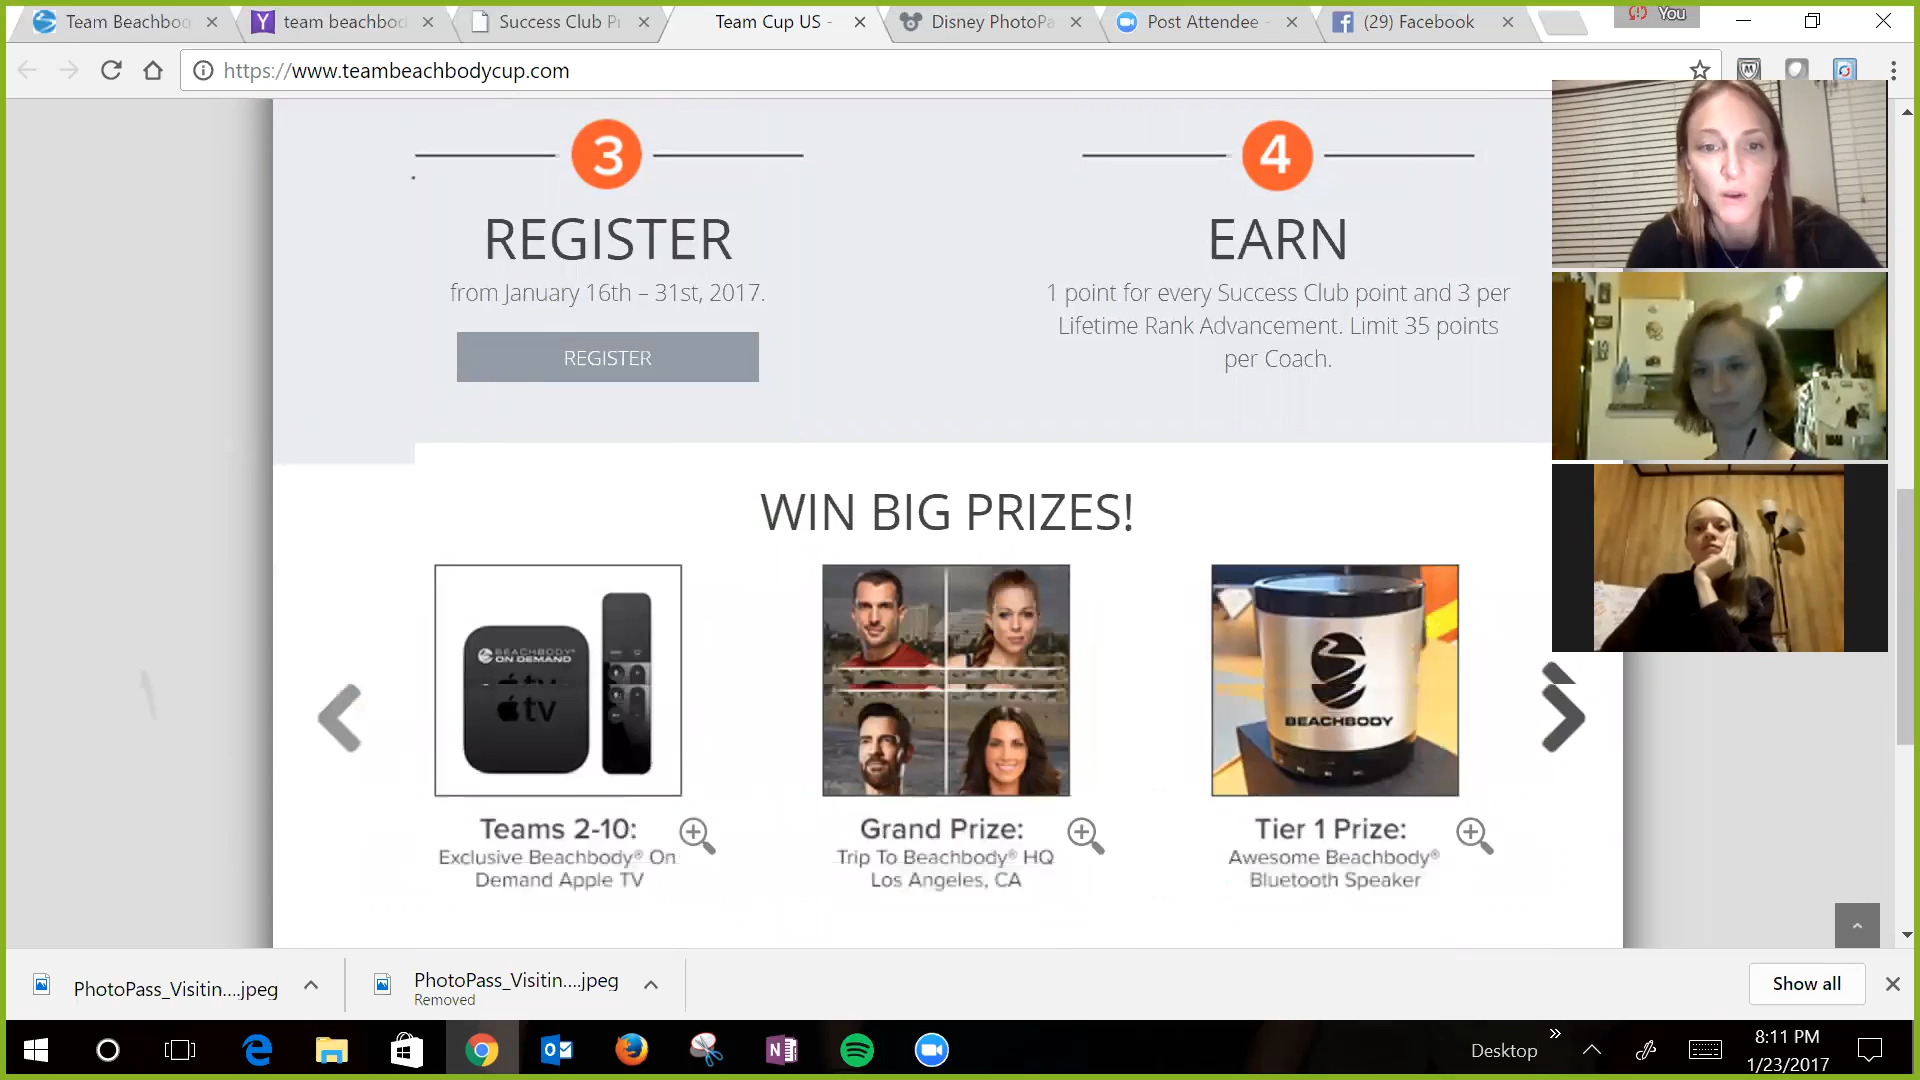 Team Beachbo
team beachbod
Success Club Pr
Team Cup US -
Disney PhotoPa
Post Attendee -
(29) Facebook
You
https://www.teambeachbodycup.com
3
4
REGISTER
EARN
from January 16th – 31st, 2017.
1 point for every Success Club point and 3 per
Lifetime Rank Advancement. Limit 35 points
per Coach.
REGISTER
WIN BIG PRIZES!
BEACHBODY
ON DEMAND
tv
BEACHBODY
Teams 2-10:
Exclusive Beachbody® On
Demand Apple TV
Grand Prize:
Trip To Beachbody® HQ
Los Angeles, CA
Tier 1 Prize:
Awesome Beachbody®
Bluetooth Speaker
PhotoPass_Visitin....jpeg
PhotoPass_Visitin....jpeg
Removed
Show all
Desktop
8:11 PM
1/23/2017